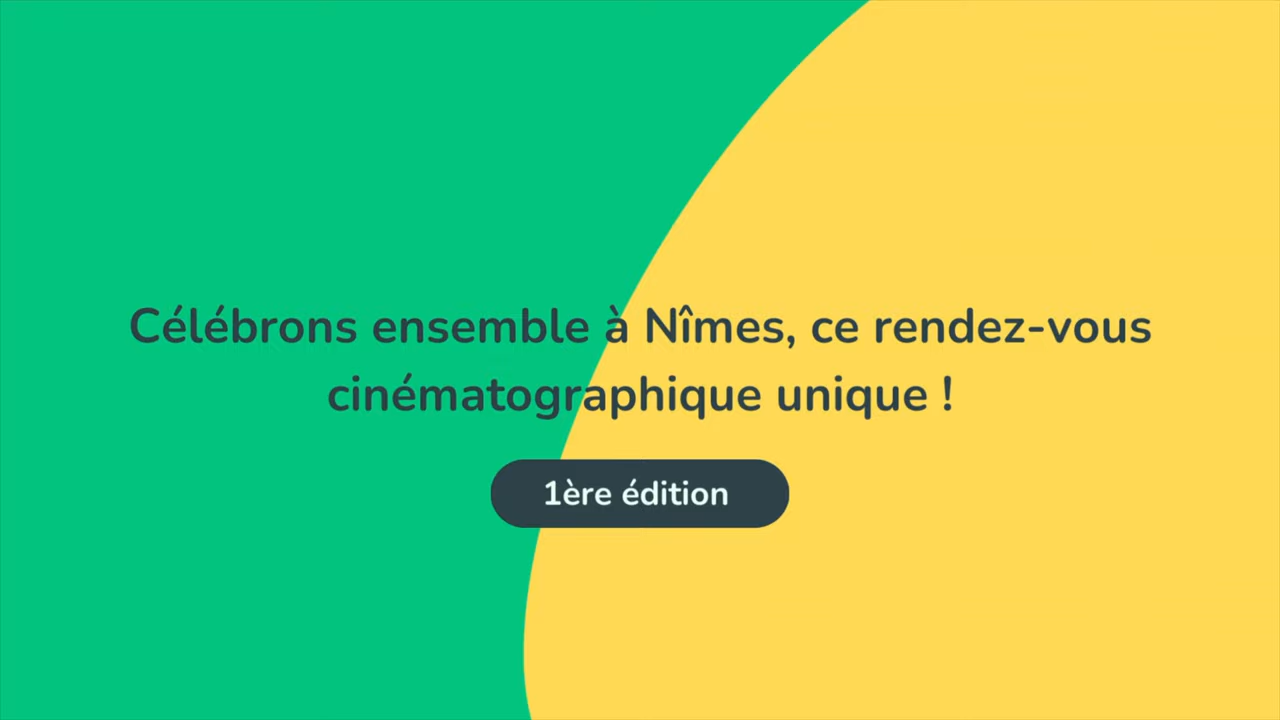 Célébrons ensemble à Nîmes, ce rendez-vous
cinématographique unique !
1ère édition